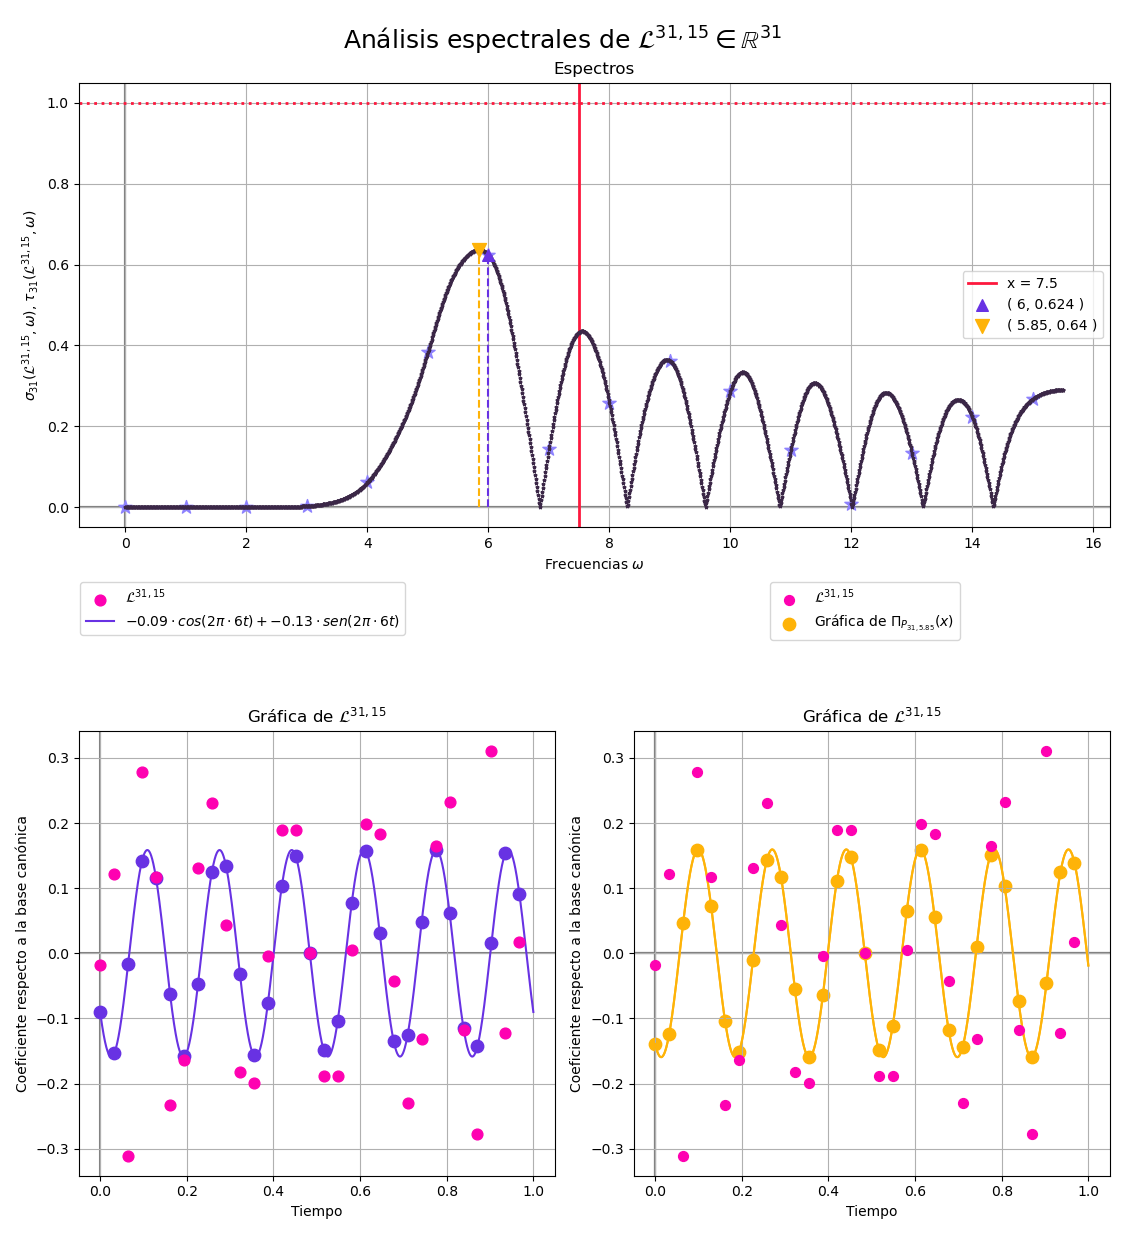 Análisis espectrales de 𝓛^{31,15} ∈ ℝ^{31}
Espectros
σ_{31}(𝓛^{31,15}, ω), τ_{31}(𝓛^{31,15}, ω)
1.0
0.8
0.6
0.4
0.2
0.0
x = 7.5
( 6, 0.624 )
( 5.85, 0.64 )
0 2 4 6 8 10 12 14 16
Frecuencias ω
𝓛^{31,15}
−0.09 · cos(2π · 6t) + −0.13 · sen(2π · 6t)
𝓛^{31,15}
Gráfica de Π_{P_{31,5.85}}(x)
Gráfica de 𝓛^{31,15}
Coeficiente respecto a la base canónica
0.3
0.2
0.1
0.0
−0.1
−0.2
−0.3
0.0 0.2 0.4 0.6 0.8 1.0
Tiempo
Gráfica de 𝓛^{31,15}
Coeficiente respecto a la base canónica
0.3
0.2
0.1
0.0
−0.1
−0.2
−0.3
0.0 0.2 0.4 0.6 0.8 1.0
Tiempo